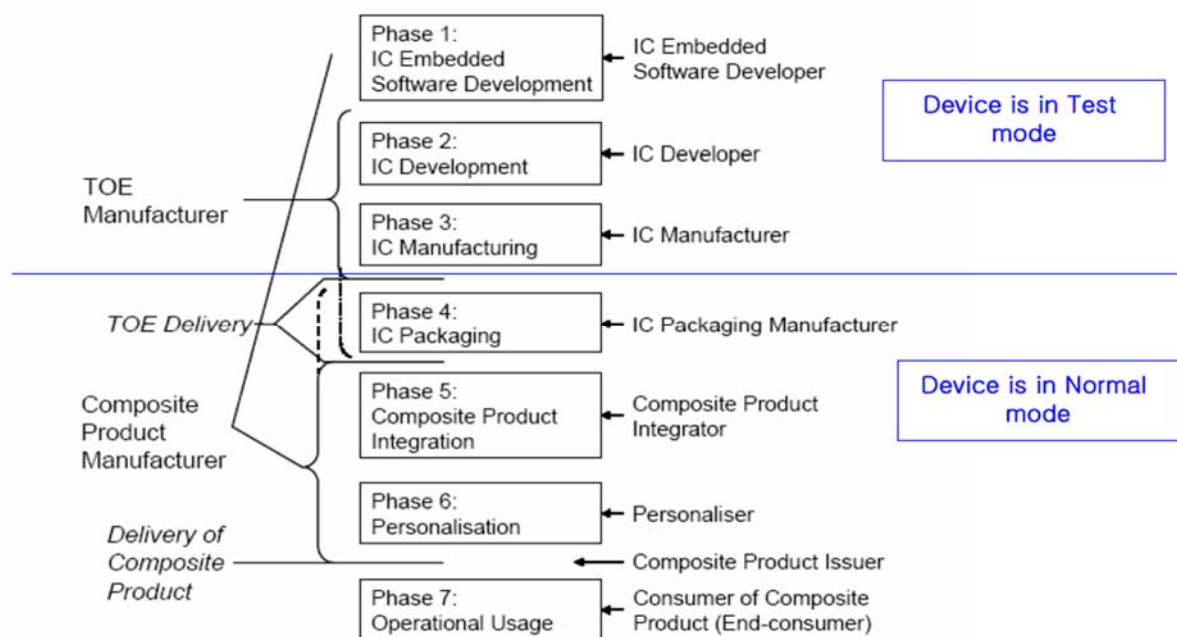 Phase 1:
IC Embedded
Software Development
IC Embedded
Software Developer
Device is in Test
mode
Phase 2:
IC Development
IC Developer
TOE
Manufacturer
Phase 3:
IC Manufacturing
IC Manufacturer
TOE Delivery
Phase 4:
IC Packaging
IC Packaging Manufacturer
Device is in Normal
mode
Composite
Product
Manufacturer
Phase 5:
Composite Product
Integration
Composite Product
Integrator
Phase 6:
Personalisation
Personaliser
Delivery of
Composite
Product
Composite Product Issuer
Phase 7:
Operational Usage
Consumer of Composite
Product (End-consumer)